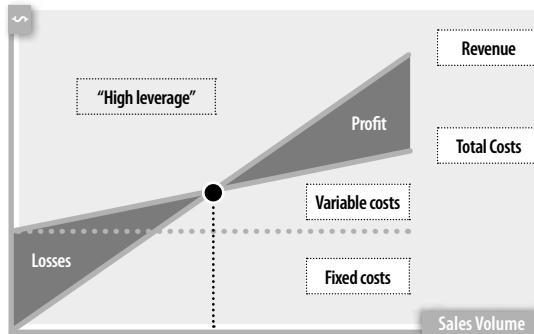 $
Revenue
“High leverage”
Profit
Total Costs
Variable costs
Losses
Fixed costs
Sales Volume